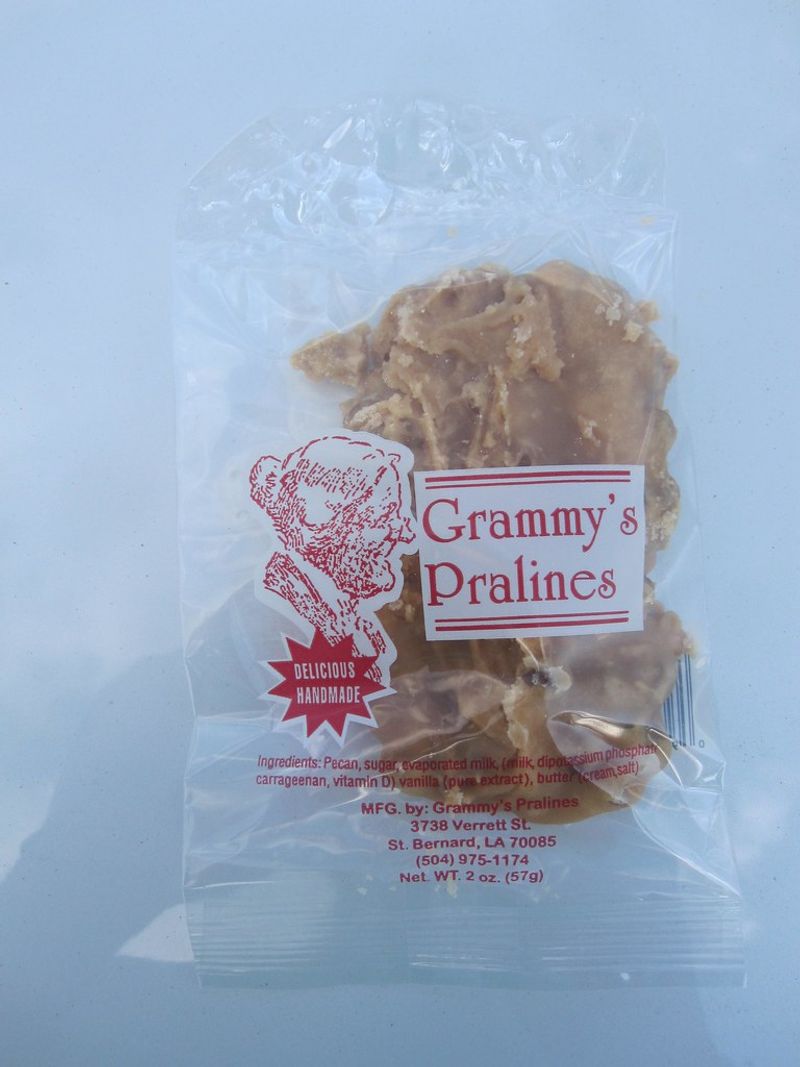 Grammy's
Pralines
DELICIOUS
HANDMADE
Ingredients: Pecan, sugar, evaporated milk, (milk, dipotassium phosphate
carrageenan, vitamin D) vanilla (pure extract), butter (cream,salt)
MFG. by: Grammy's Pralines
3738 Verrett St.
St. Bernard, LA 70085
(504) 975-1174
Net. WT. 2 oz. (57g)